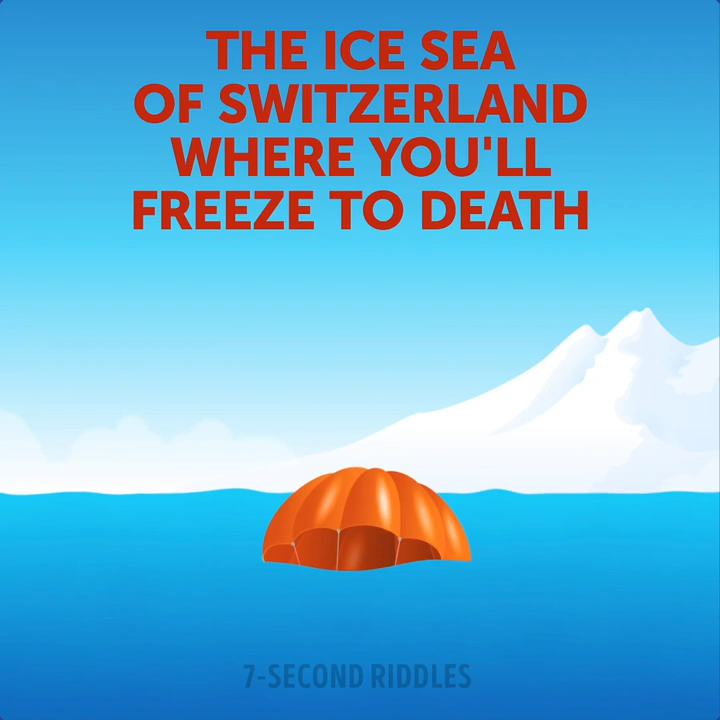 THE ICE SEA
OF SWITZERLAND
WHERE YOU'LL
FREEZE TO DEATH
7-SECOND RIDDLES